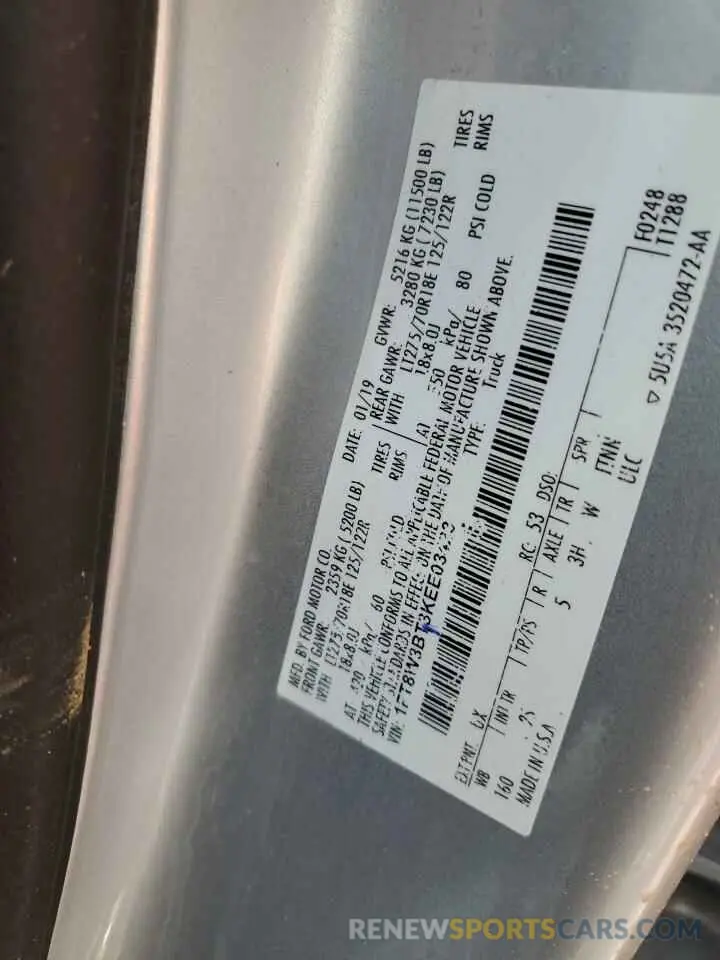 MFD. BY FORD MOTOR CO. DATE: 01/19 GVWR: 5216 KG (11500 LB)
FRONT GAWR: 2359 KG (5200 LB) REAR GAWR: 3280 KG (7230 LB)
WITH LT275/70R18E 125/122R TIRES WITH LT275/70R18E 125/122R TIRES
18x8.0J RIMS 18x8.0J RIMS
AT kPa/ 60 PSI COLD AT 550 kPa/ 80 PSI COLD
THIS VEHICLE CONFORMS TO ALL APPLICABLE FEDERAL MOTOR VEHICLE
SAFETY STANDARDS IN EFFECT ON THE DATE OF MANUFACTURE SHOWN ABOVE.
VIN: TYPE: Truck
F0248
T1288
EXT PNT: UX RC: 53 DSO:
WB INT TR TP/PS R AXLE TR SPR
160 5 3H W
ULC
MADE IN U.S.A. ▽ 5U5A 3520472-AA
RENEWSPORTSCARS.COM